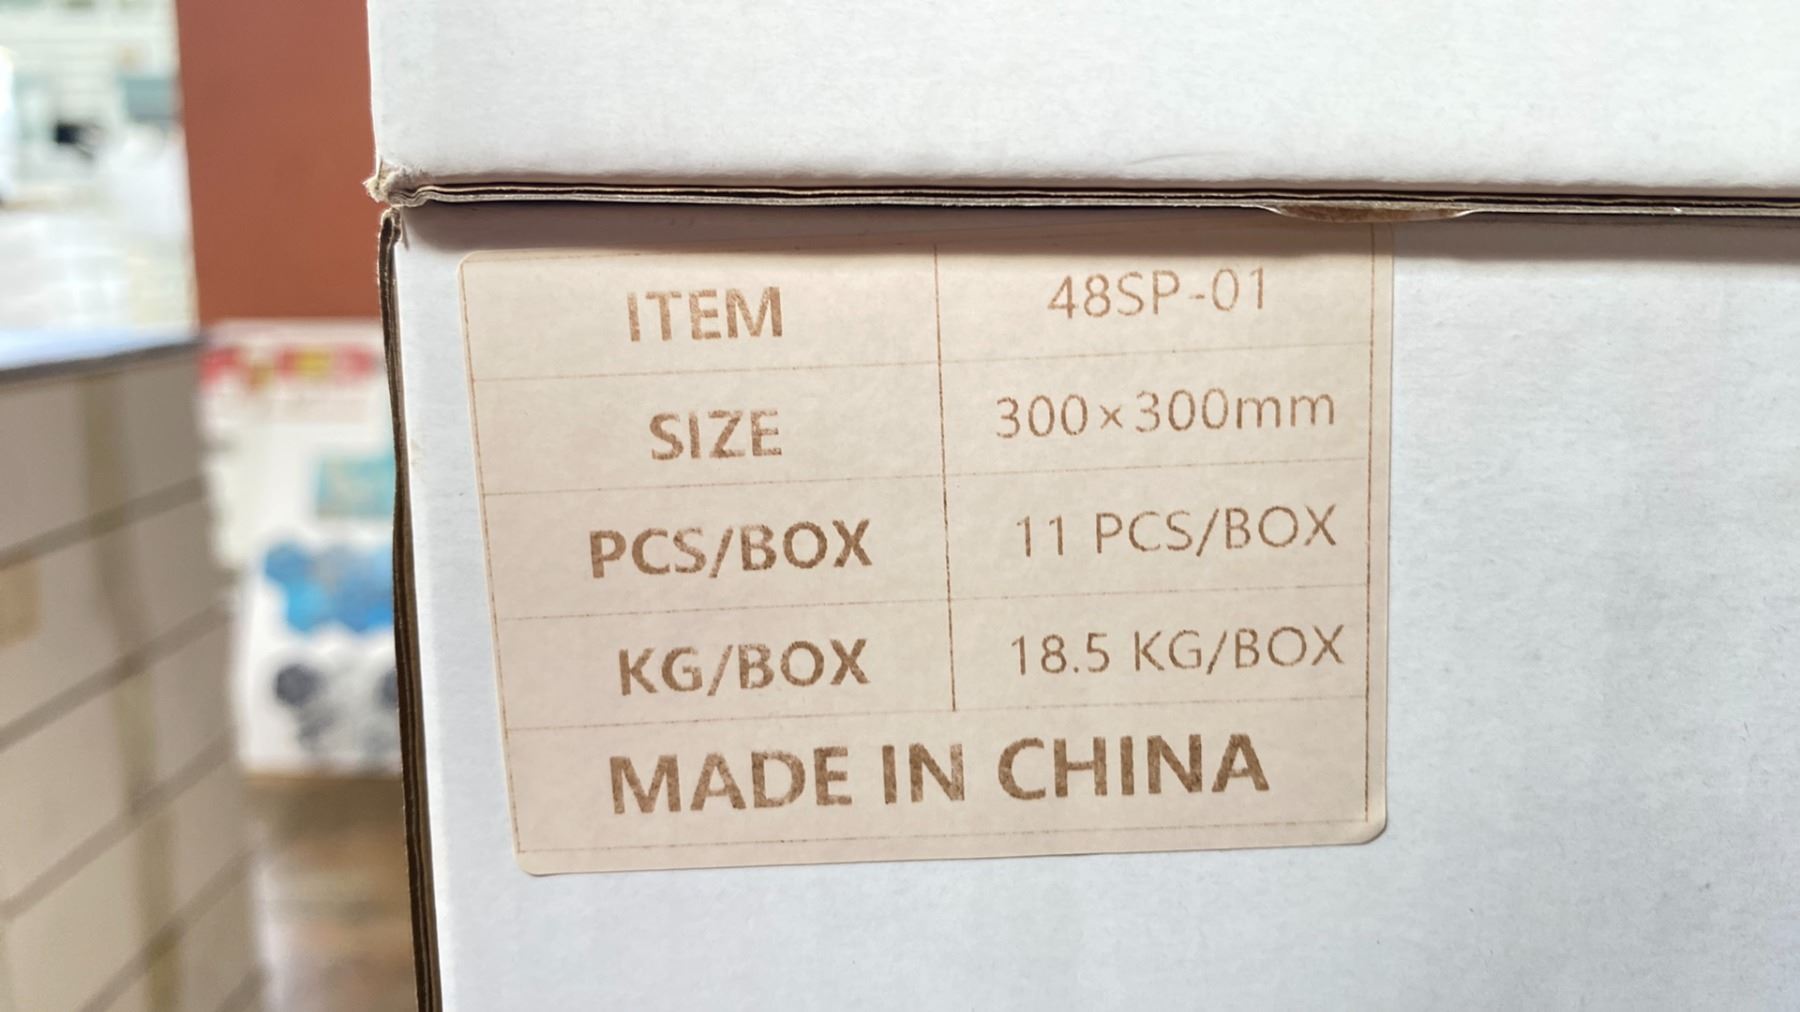 ITEM 48SP-01
SIZE 300×300mm
PCS/BOX 11 PCS/BOX
KG/BOX 18.5 KG/BOX
MADE IN CHINA